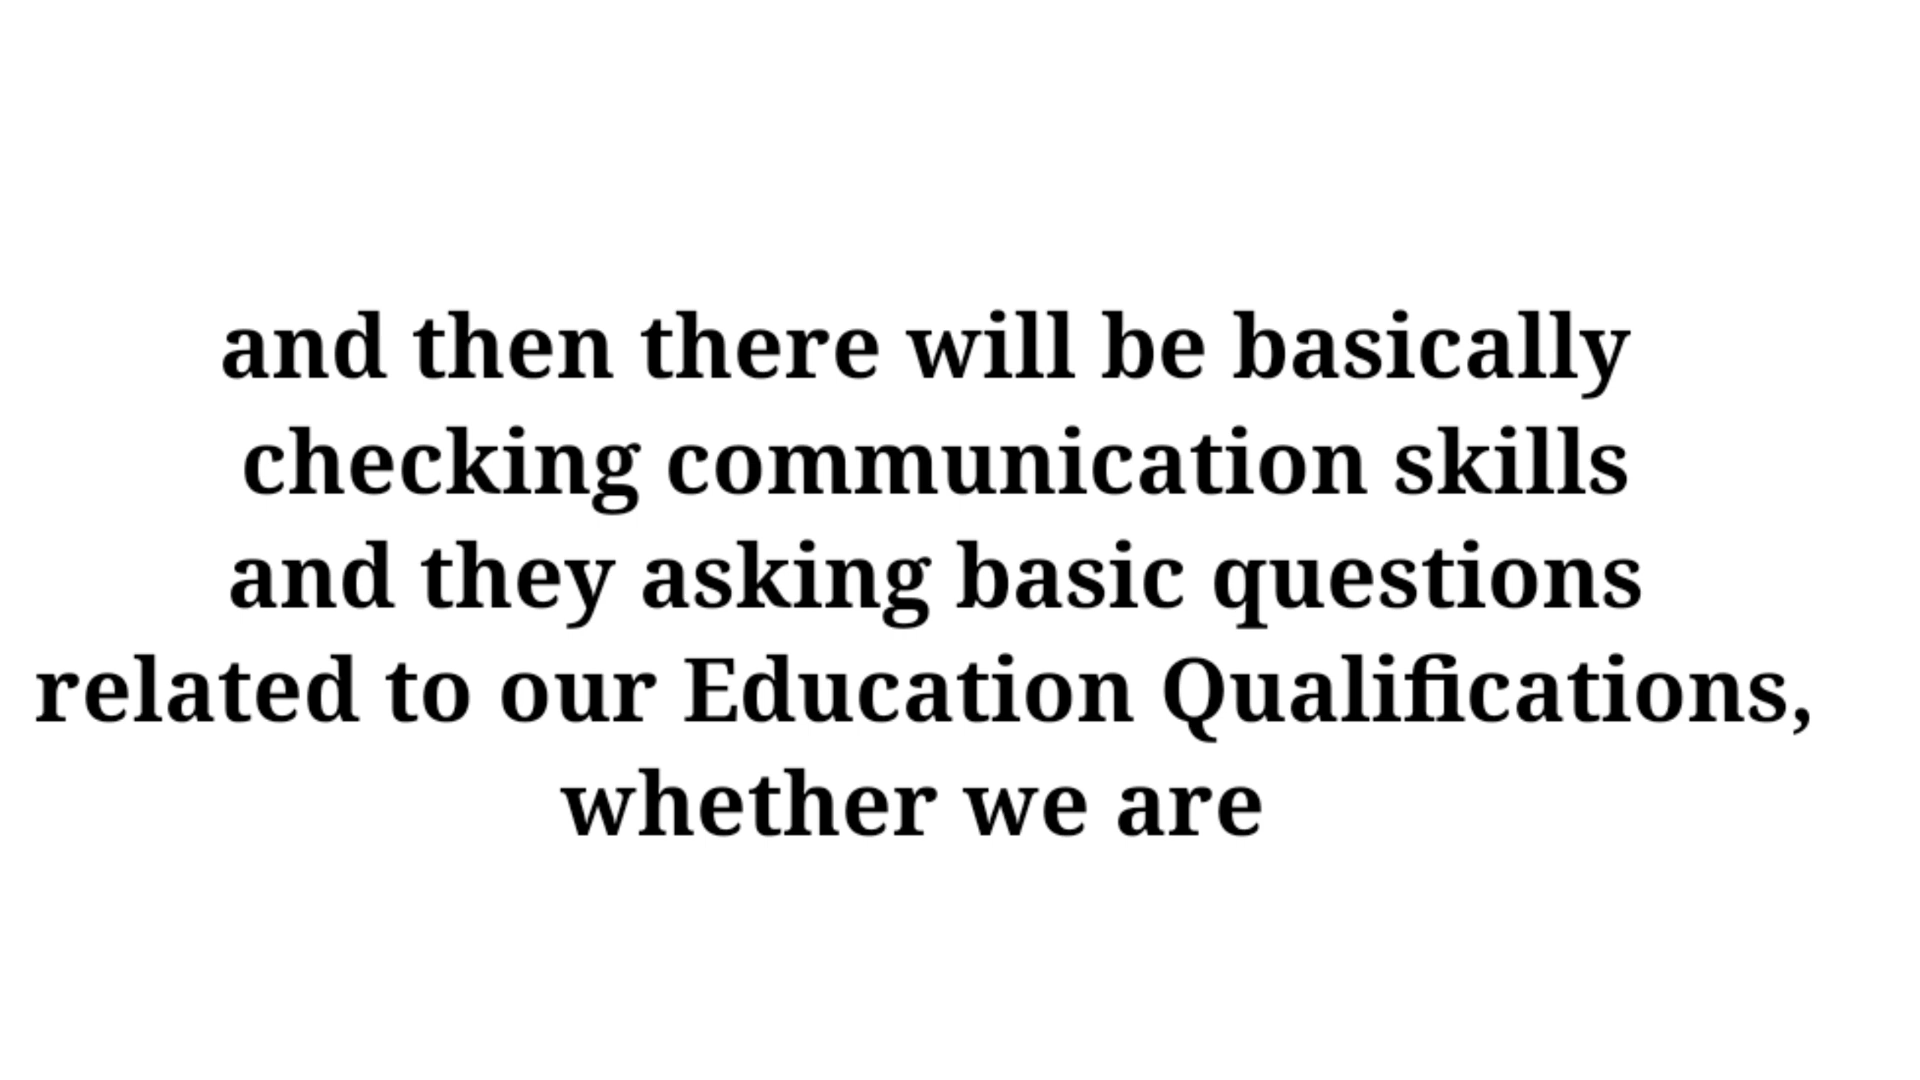 and then there will be basically
checking communication skills
and they asking basic questions
related to our Education Qualifications,
whether we are